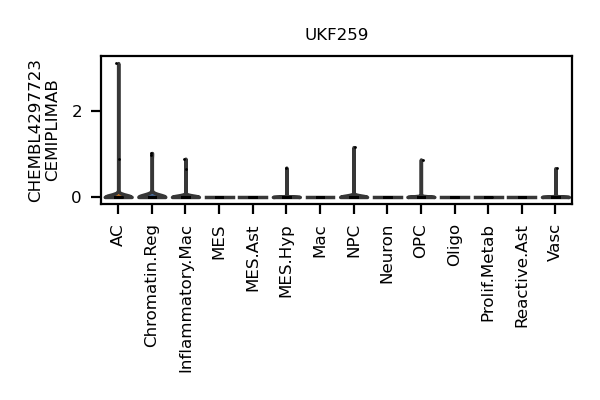 UKF259
CHEMBL4297723
CEMIPLIMAB
2
0
AC
Chromatin.Reg
Inflammatory.Mac
MES
MES.Ast
MES.Hyp
Mac
NPC
Neuron
OPC
Oligo
Prolif.Metab
Reactive.Ast
Vasc